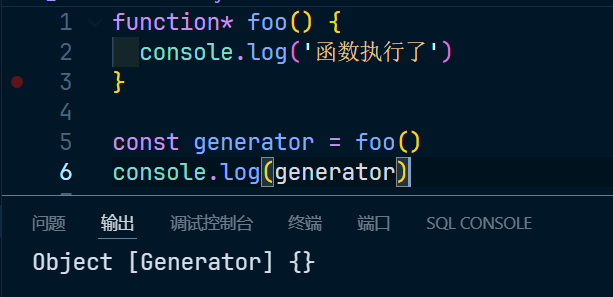 1 function* foo() {
2 console.log('函数执行了')
3 }
4
5 const generator = foo()
6 console.log(generator)
问题 输出 调试控制台 终端 端口 SQL CONSOLE
Object [Generator] {}